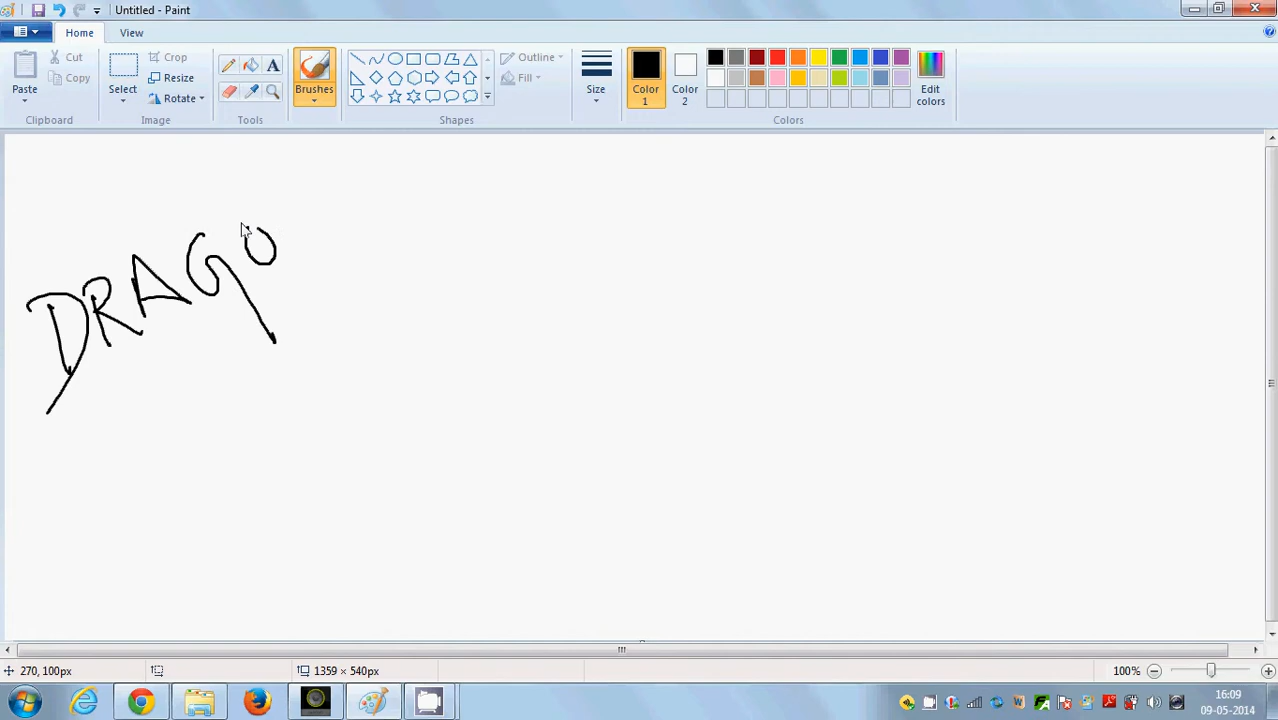 Untitled - Paint
Home View
Cut
Copy
Paste
Clipboard
Crop
Resize
Rotate
Select
Image
A
Tools
Brushes
Outline
Fill
Shapes
Size
Color 1
Color 2
Edit colors
Colors
DRAGO
270, 100px
1359 × 540px
100%
16:09
09-05-2014